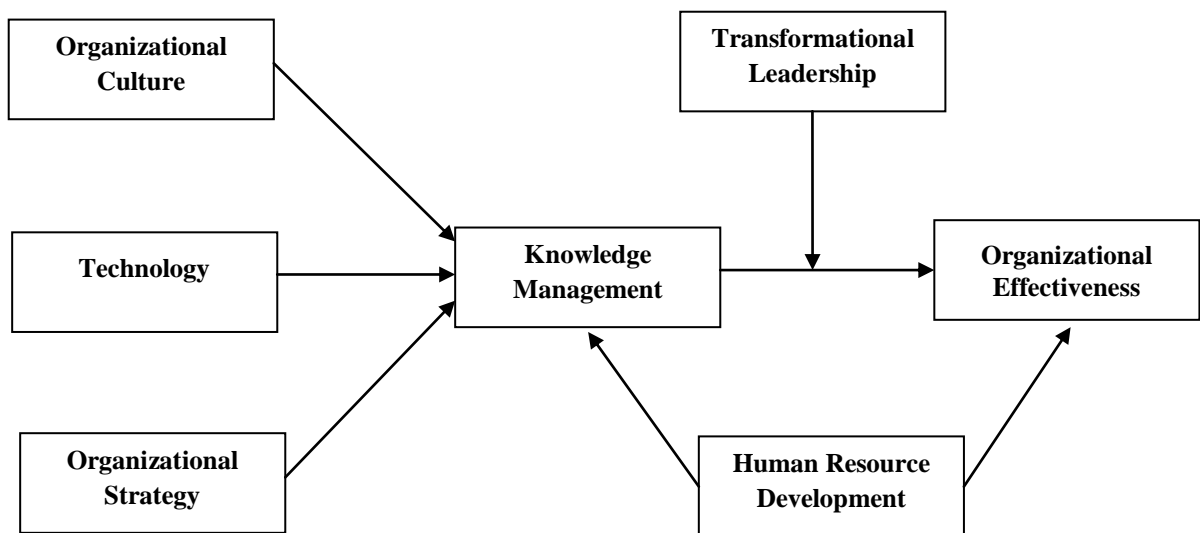 Organizational
Culture
Transformational
Leadership
Technology
Knowledge
Management
Organizational
Effectiveness
Organizational
Strategy
Human Resource
Development